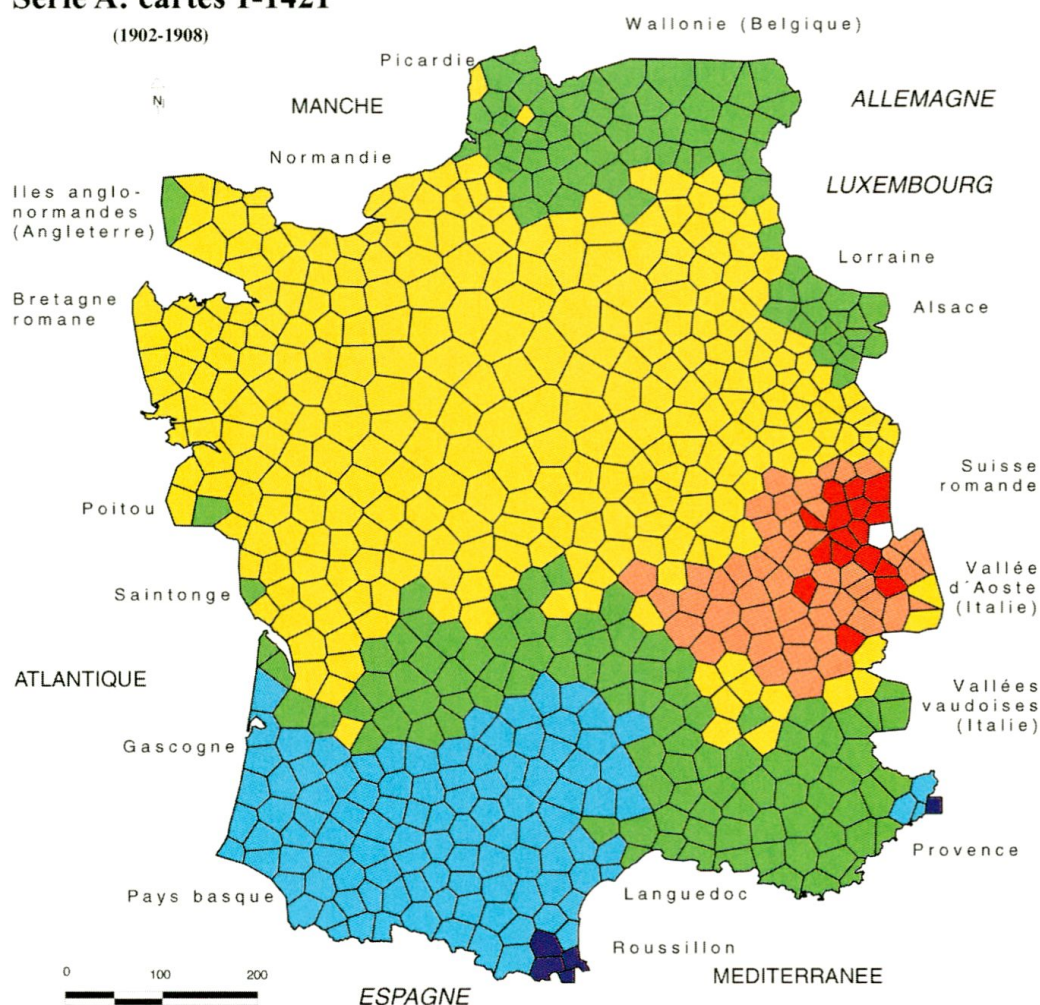 Série A: cartes 1-1421
(1902-1908)
Wallonie (Belgique)
Picardie
N
MANCHE
ALLEMAGNE
Normandie
Iles anglo-
normandes
(Angleterre)
LUXEMBOURG
Lorraine
Bretagne
romane
Alsace
Suisse
romande
Poitou
Vallée
d´Aoste
(Italie)
Saintonge
ATLANTIQUE
Vallées
vaudoises
(Italie)
Gascogne
Provence
Pays basque
Languedoc
Roussillon
0 100 200
MEDITERRANEE
ESPAGNE